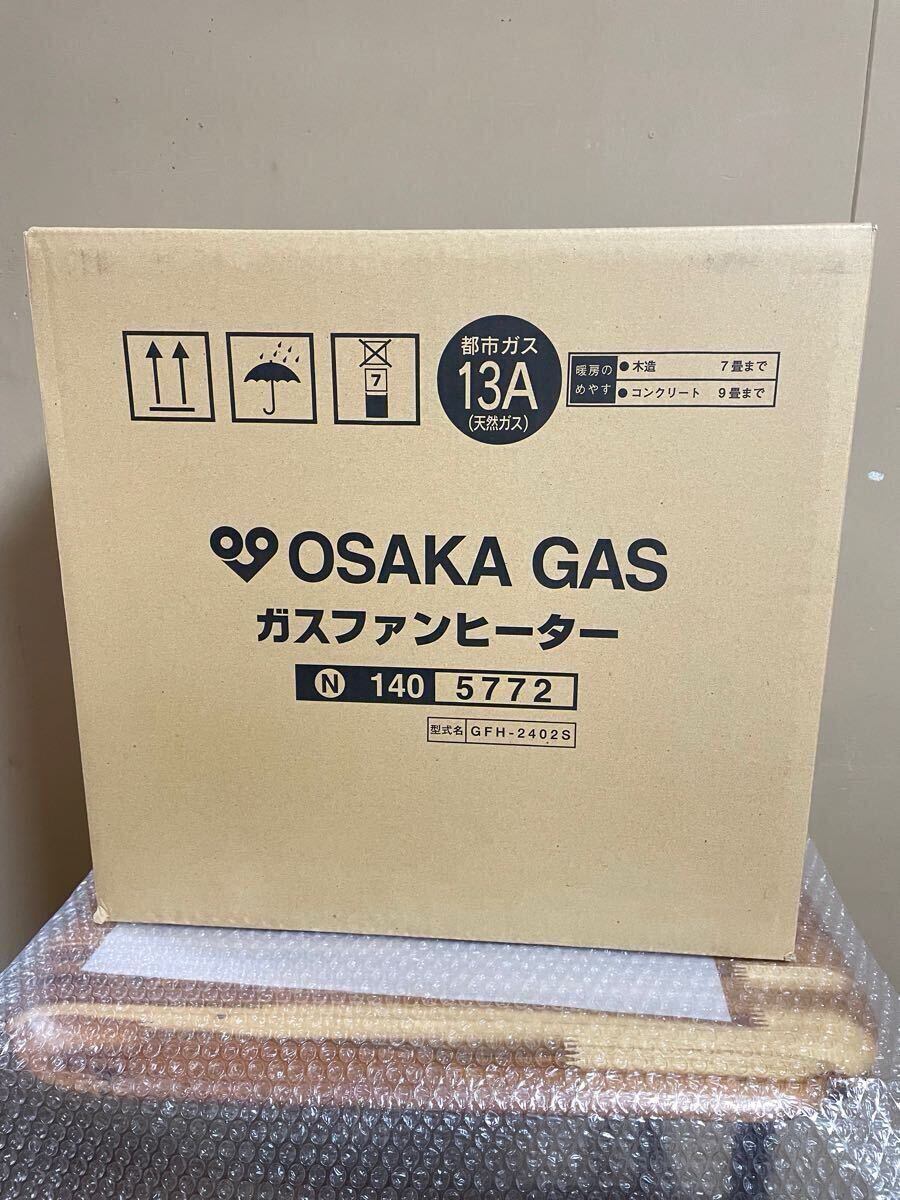 7
都市ガス
13A
(天然ガス)
暖房の
めやす
●木造 7畳まで
●コンクリート 9畳まで
OSAKA GAS
ガスファンヒーター
N 140 5772
型式名 GFH-2402S